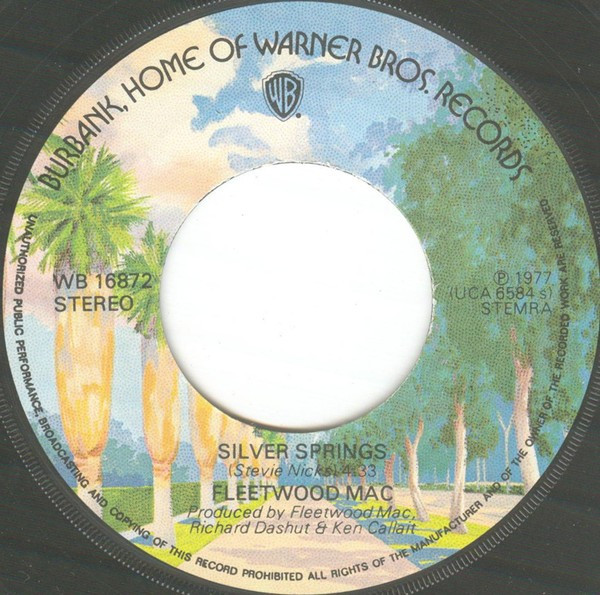 BURBANK, HOME OF WARNER BROS. RECORDS
WB
WB 16872
STEREO
℗ 1977
(UCA 6584 s)
STEMRA
SILVER SPRINGS
(Stevie Nicks) 4:33
FLEETWOOD MAC
Produced by Fleetwood Mac,
Richard Dashut & Ken Callait
UNAUTHORIZED PUBLIC PERFORMANCE, BROADCASTING AND COPYING OF THIS RECORD PROHIBITED ALL RIGHTS OF THE MANUFACTURER AND OF THE OWNER OF THE RECORDED WORK ARE RESERVED